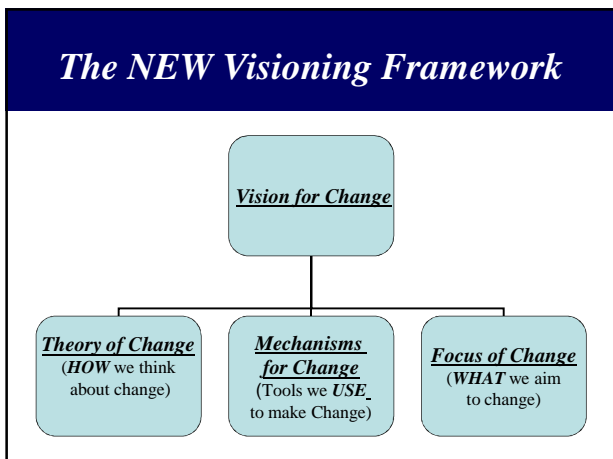 The NEW Visioning Framework
Vision for Change
Theory of Change
(HOW we think
about change)
Mechanisms
for Change
(Tools we USE
to make Change)
Focus of Change
(WHAT we aim
to change)